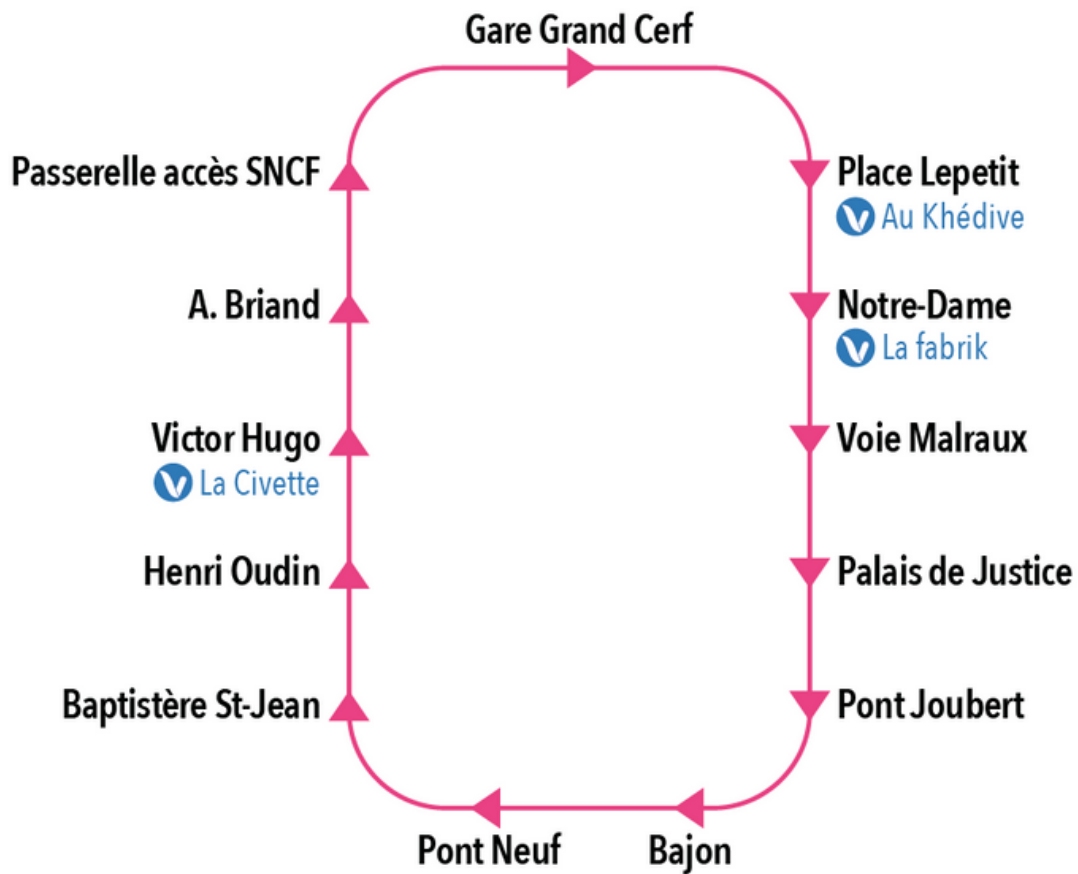 Gare Grand Cerf
Passerelle accès SNCF
Place Lepetit
Au Khédive
A. Briand
Notre-Dame
La fabrik
Victor Hugo
La Civette
Voie Malraux
Henri Oudin
Palais de Justice
Baptistère St-Jean
Pont Joubert
Pont Neuf
Bajon